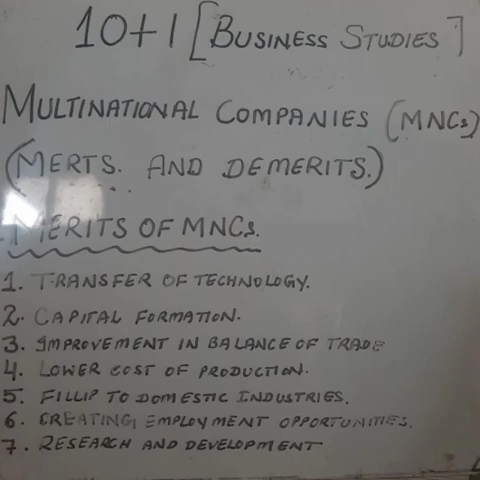 10+1 [BUSINESS STUDIES]
MULTINATIONAL COMPANIES (MNCs)
(MERTS. AND DEMERITS.)
MERITS OF MNCs.
1. TRANSFER OF TECHNOLOGY.
2. CAPITAL FORMATION.
3. IMPROVEMENT IN BALANCE OF TRADE
4. LOWER COST OF PRODUCTION.
5. FILLIP TO DOMESTIC INDUSTRIES.
6. CREATING EMPLOYMENT OPPORTUNITIES.
7. RESEARCH AND DEVELOPMENT